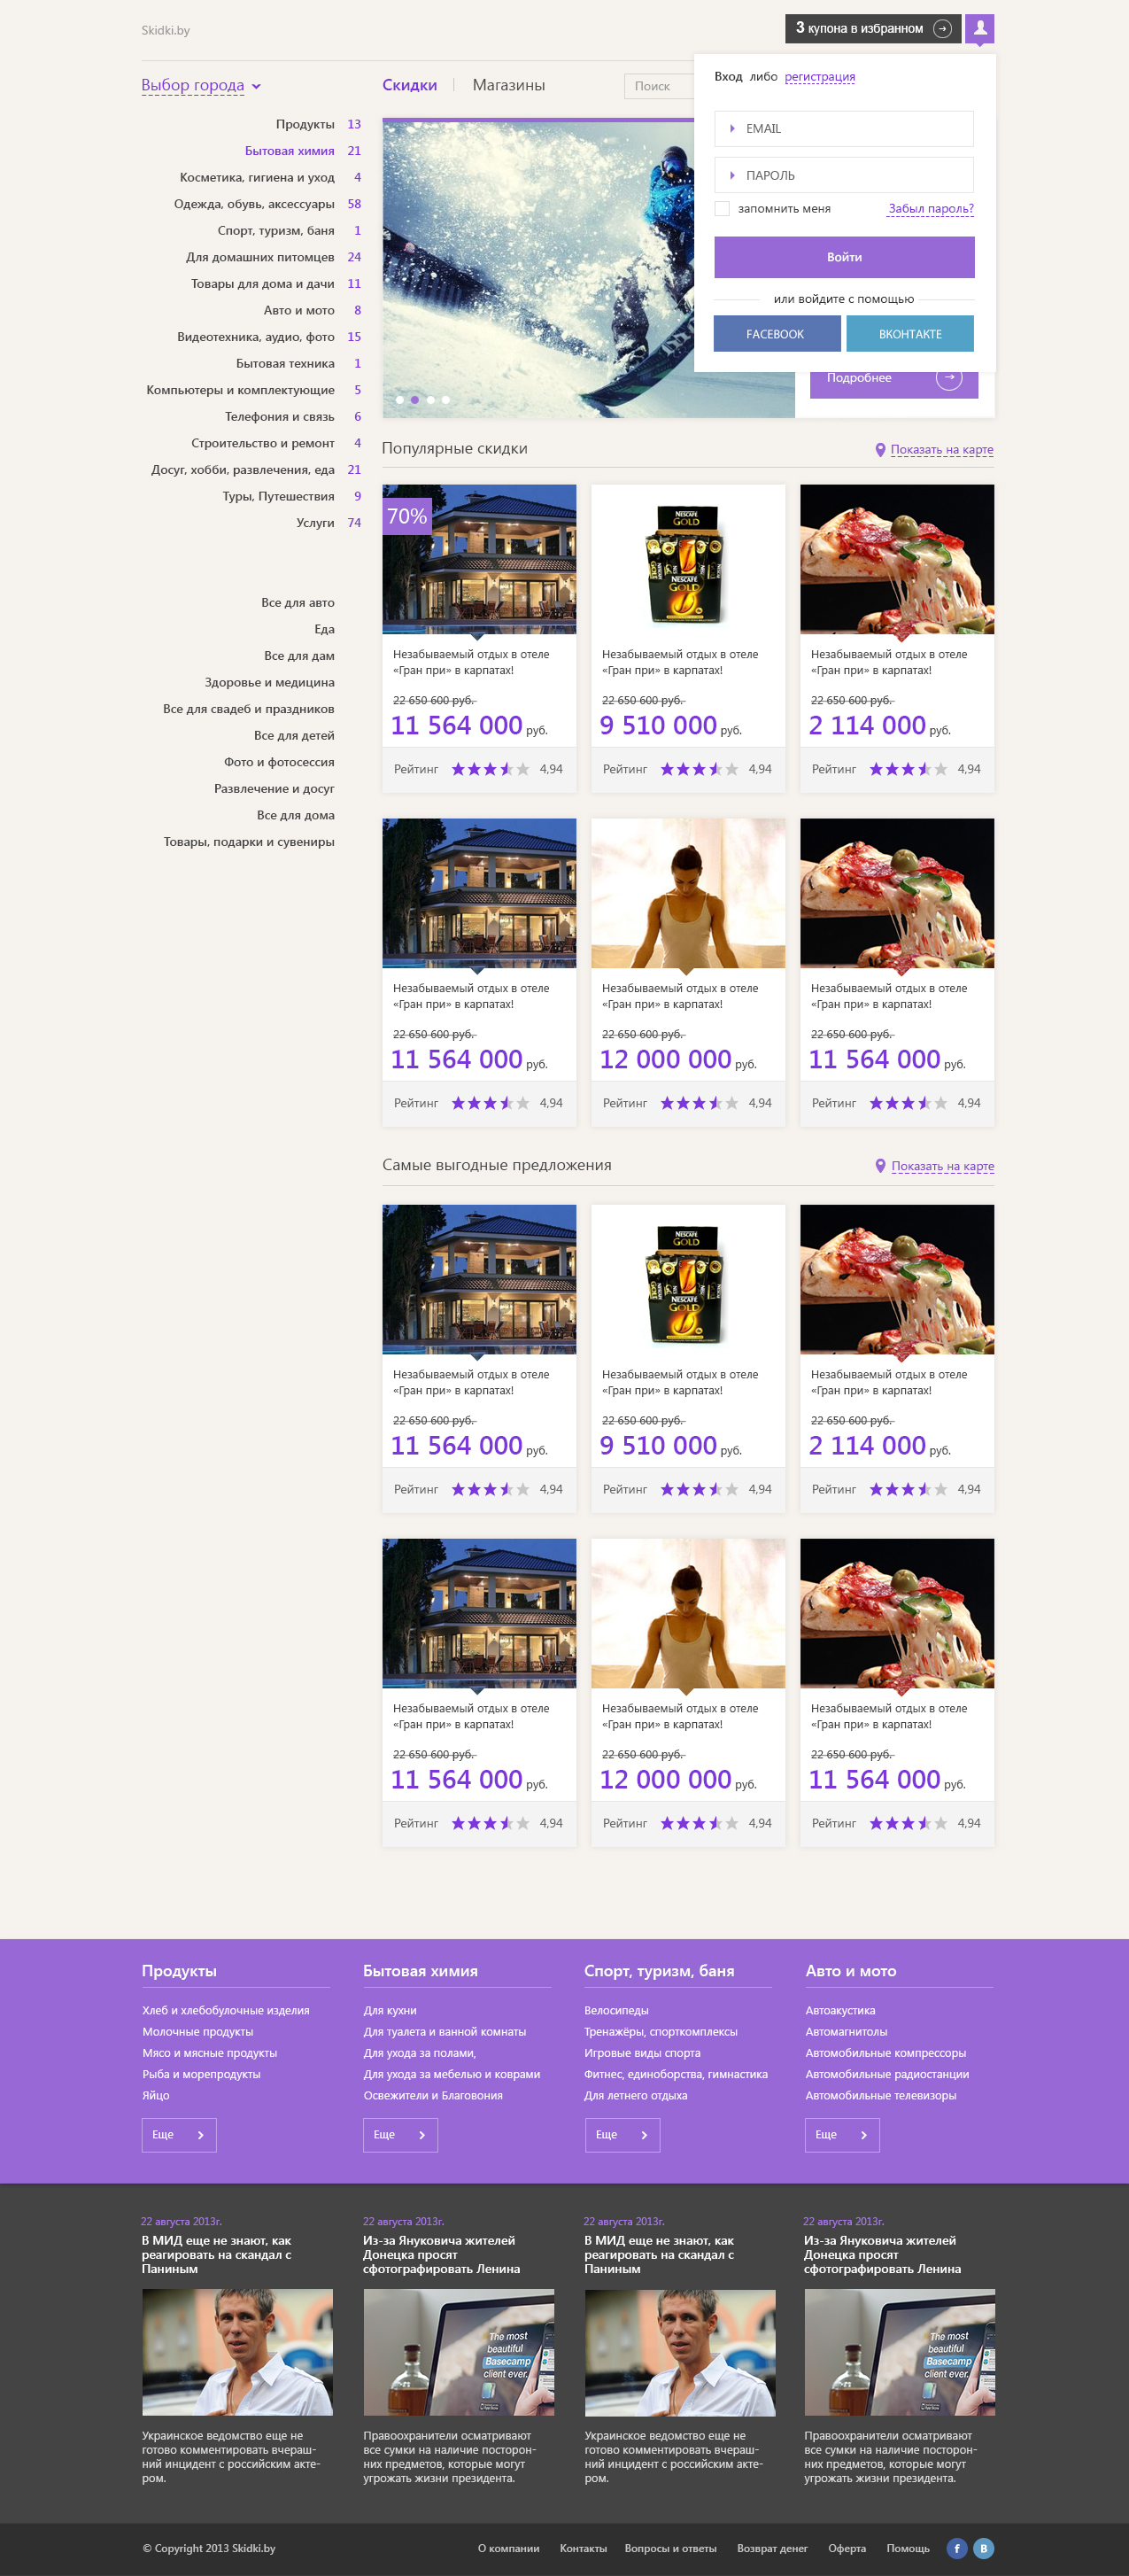 Skidki.by
3 купона в избранном
Выбор города
Скидки
Магазины
Поиск
Вход либо регистрация
EMAIL
ПАРОЛЬ
запомнить меня
Забыл пароль?
Войти
или войдите с помощью
FACEBOOK
ВКОНТАКТЕ
Подробнее
Продукты 13
Бытовая химия 21
Косметика, гигиена и уход 4
Одежда, обувь, аксессуары 58
Спорт, туризм, баня 1
Для домашних питомцев 24
Товары для дома и дачи 11
Авто и мото 8
Видеотехника, аудио, фото 15
Бытовая техника 1
Компьютеры и комплектующие 5
Телефония и связь 6
Строительство и ремонт 4
Досуг, хобби, развлечения, еда 21
Туры, Путешествия 9
Услуги 74
Все для авто
Еда
Все для дам
Здоровье и медицина
Все для свадеб и праздников
Все для детей
Фото и фотосессия
Развлечение и досуг
Все для дома
Товары, подарки и сувениры
Популярные скидки
Показать на карте
70%
Незабываемый отдых в отеле
«Гран при» в карпатах!
22 650 600 руб.
11 564 000 руб.
Рейтинг 4,94
NESCAFE
GOLD
NESCAFE
GOLD
Незабываемый отдых в отеле
«Гран при» в карпатах!
22 650 600 руб.
9 510 000 руб.
Рейтинг 4,94
Незабываемый отдых в отеле
«Гран при» в карпатах!
22 650 600 руб.
2 114 000 руб.
Рейтинг 4,94
Незабываемый отдых в отеле
«Гран при» в карпатах!
22 650 600 руб.
11 564 000 руб.
Рейтинг 4,94
Незабываемый отдых в отеле
«Гран при» в карпатах!
22 650 600 руб.
12 000 000 руб.
Рейтинг 4,94
Незабываемый отдых в отеле
«Гран при» в карпатах!
22 650 600 руб.
11 564 000 руб.
Рейтинг 4,94
Самые выгодные предложения
Показать на карте
Незабываемый отдых в отеле
«Гран при» в карпатах!
22 650 600 руб.
11 564 000 руб.
Рейтинг 4,94
NESCAFE
GOLD
NESCAFE
GOLD
Незабываемый отдых в отеле
«Гран при» в карпатах!
22 650 600 руб.
9 510 000 руб.
Рейтинг 4,94
Незабываемый отдых в отеле
«Гран при» в карпатах!
22 650 600 руб.
2 114 000 руб.
Рейтинг 4,94
Незабываемый отдых в отеле
«Гран при» в карпатах!
22 650 600 руб.
11 564 000 руб.
Рейтинг 4,94
Незабываемый отдых в отеле
«Гран при» в карпатах!
22 650 600 руб.
12 000 000 руб.
Рейтинг 4,94
Незабываемый отдых в отеле
«Гран при» в карпатах!
22 650 600 руб.
11 564 000 руб.
Рейтинг 4,94
Продукты
Хлеб и хлебобулочные изделия
Молочные продукты
Мясо и мясные продукты
Рыба и морепродукты
Яйцо
Еще
Бытовая химия
Для кухни
Для туалета и ванной комнаты
Для ухода за полами,
Для ухода за мебелью и коврами
Освежители и Благовония
Еще
Спорт, туризм, баня
Велосипеды
Тренажёры, спорткомплексы
Игровые виды спорта
Фитнес, единоборства, гимнастика
Для летнего отдыха
Еще
Авто и мото
Автоакустика
Автомагнитолы
Автомобильные компрессоры
Автомобильные радиостанции
Автомобильные телевизоры
Еще
22 августа 2013г.
В МИД еще не знают, как
реагировать на скандал с
Паниным
Украинское ведомство еще не
готово комментировать вчераш-
ний инцидент с российским акте-
ром.
22 августа 2013г.
Из-за Януковича жителей
Донецка просят
сфотографировать Ленина
The most
beautiful
Basecamp
client ever.
Правоохранители осматривают
все сумки на наличие посторон-
них предметов, которые могут
угрожать жизни президента.
22 августа 2013г.
В МИД еще не знают, как
реагировать на скандал с
Паниным
Украинское ведомство еще не
готово комментировать вчераш-
ний инцидент с российским акте-
ром.
22 августа 2013г.
Из-за Януковича жителей
Донецка просят
сфотографировать Ленина
The most
beautiful
Basecamp
client ever.
Правоохранители осматривают
все сумки на наличие посторон-
них предметов, которые могут
угрожать жизни президента.
© Copyright 2013 Skidki.by
О компании
Контакты
Вопросы и ответы
Возврат денег
Оферта
Помощь
f
B